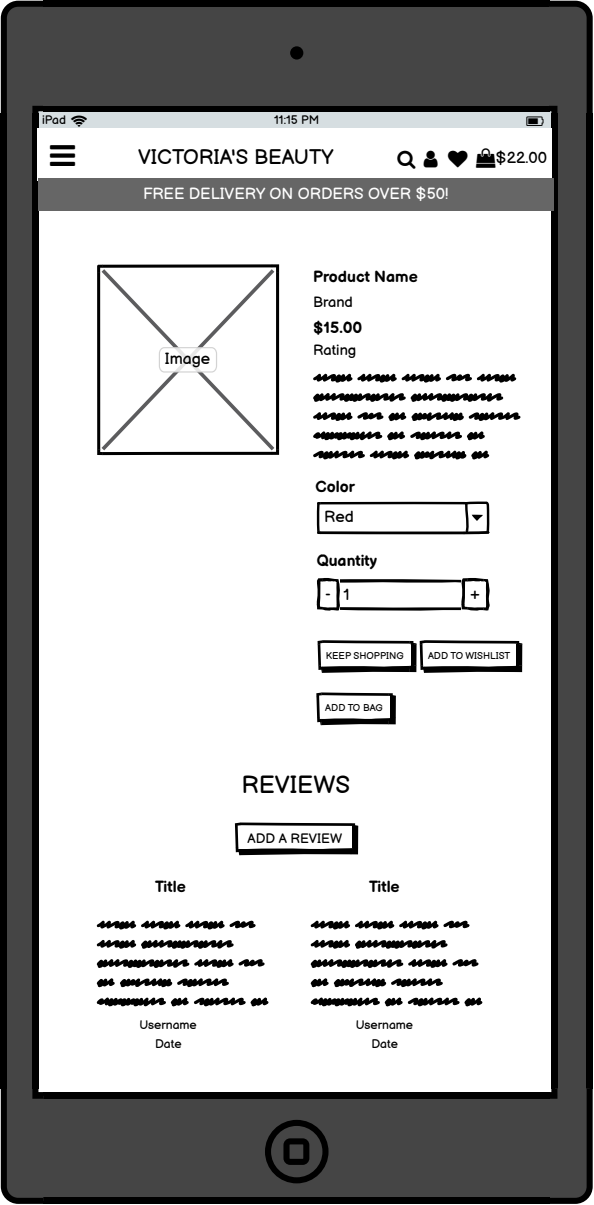 iPad 11:15 PM
VICTORIA'S BEAUTY $22.00
FREE DELIVERY ON ORDERS OVER $50!
Image
Product Name
Brand
$15.00
Rating
Color
Red
Quantity
- 1 +
KEEP SHOPPING ADD TO WISHLIST
ADD TO BAG
REVIEWS
ADD A REVIEW
Title Title
Username Username
Date Date